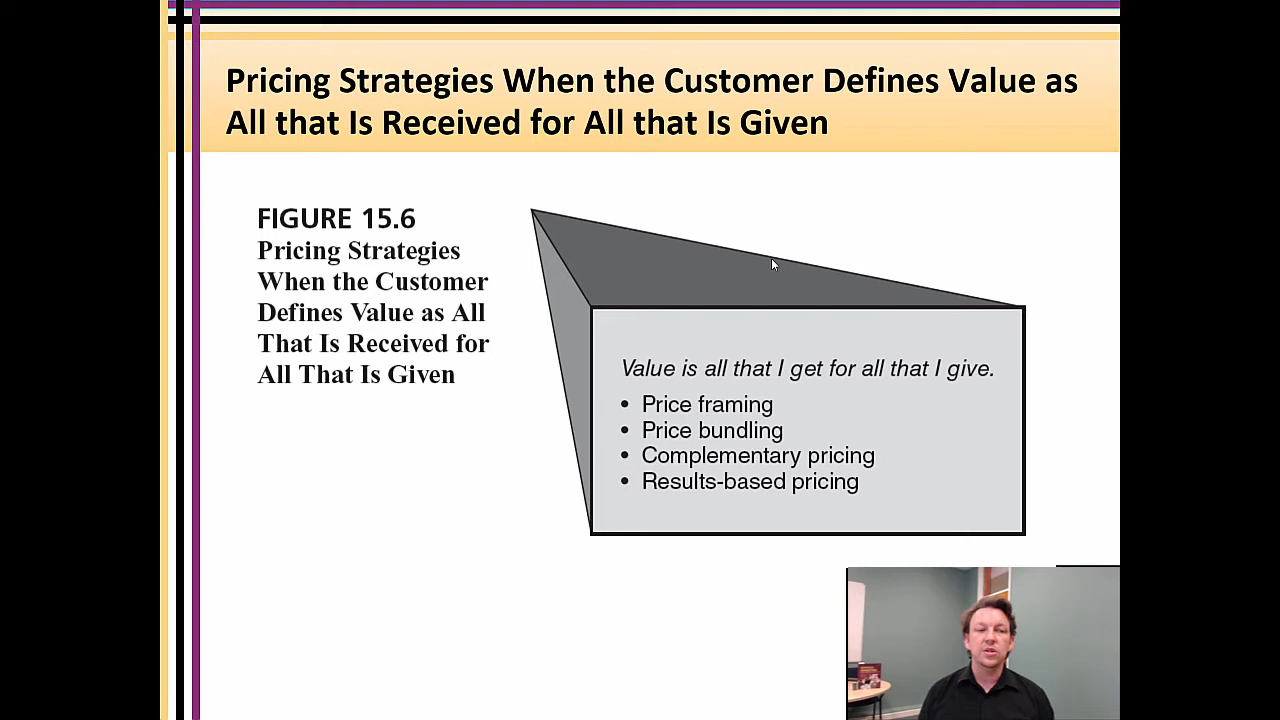 Pricing Strategies When the Customer Defines Value as
All that Is Received for All that Is Given
FIGURE 15.6
Pricing Strategies
When the Customer
Defines Value as All
That Is Received for
All That Is Given
Value is all that I get for all that I give.
• Price framing
• Price bundling
• Complementary pricing
• Results-based pricing